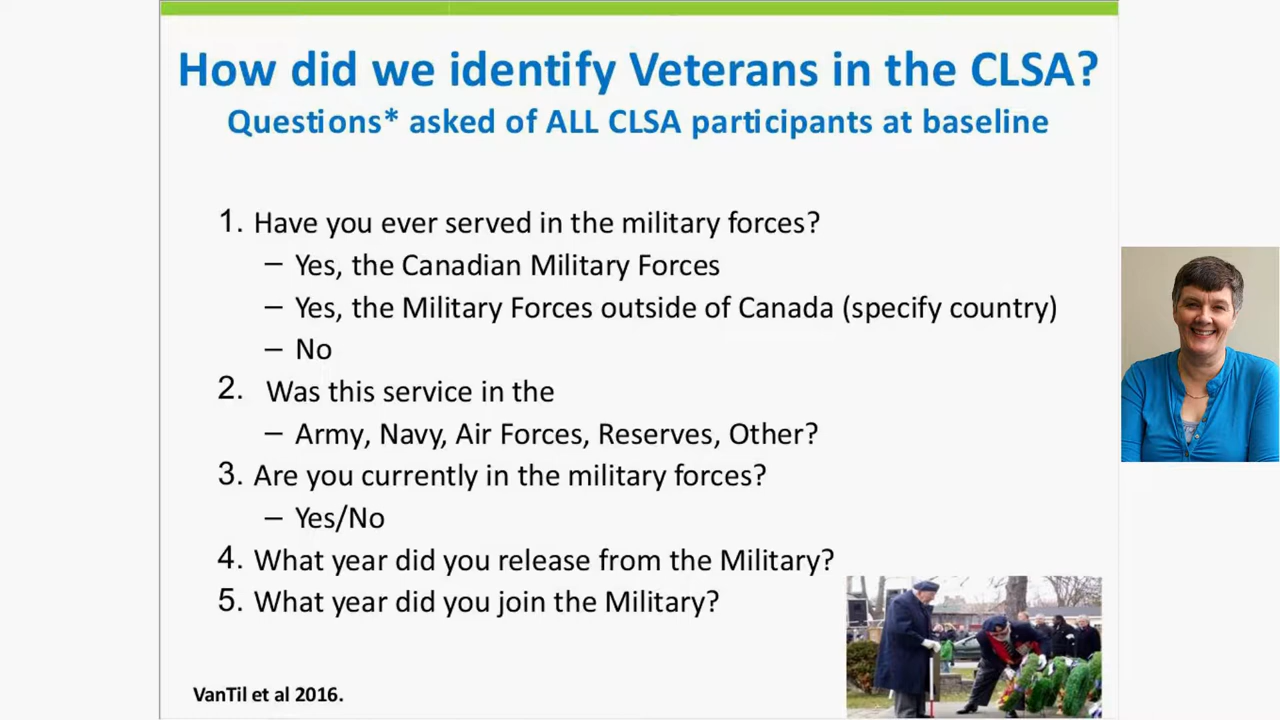 How did we identify Veterans in the CLSA?
Questions* asked of ALL CLSA participants at baseline
1. Have you ever served in the military forces?
– Yes, the Canadian Military Forces
– Yes, the Military Forces outside of Canada (specify country)
– No
2. Was this service in the
– Army, Navy, Air Forces, Reserves, Other?
3. Are you currently in the military forces?
– Yes/No
4. What year did you release from the Military?
5. What year did you join the Military?
VanTil et al 2016.